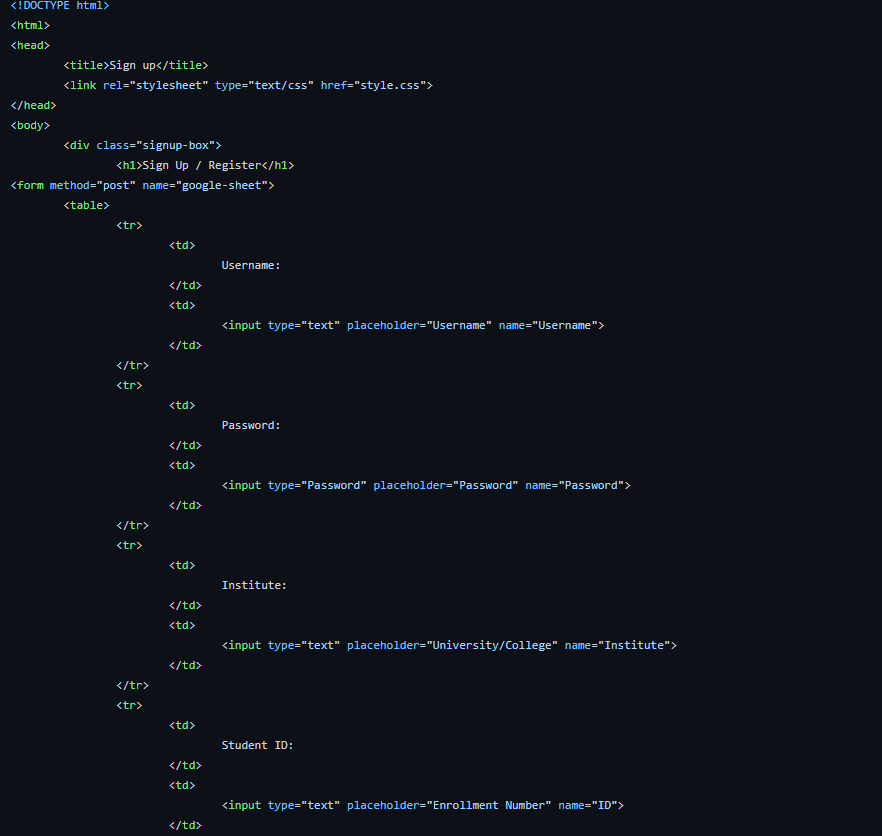 <!DOCTYPE html>
<html>
<head>
	<title>Sign up</title>
	<link rel="stylesheet" type="text/css" href="style.css">
</head>
<body>
	<div class="signup-box">
		<h1>Sign Up / Register</h1>
<form method="post" name="google-sheet">
	<table>
		<tr>
			<td>
				Username:
			</td>
			<td>
				<input type="text" placeholder="Username" name="Username">
			</td>
		</tr>
		<tr>
			<td>
				Password:
			</td>
			<td>
				<input type="Password" placeholder="Password" name="Password">
			</td>
		</tr>
		<tr>
			<td>
				Institute:
			</td>
			<td>
				<input type="text" placeholder="University/College" name="Institute">
			</td>
		</tr>
		<tr>
			<td>
				Student ID:
			</td>
			<td>
				<input type="text" placeholder="Enrollment Number" name="ID">
			</td>